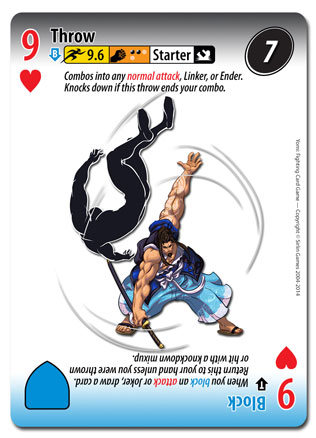 9 Throw
B 9.6 Starter 7
Combos into any normal attack, Linker, or Ender.
Knocks down if this throw ends your combo.
Yomi: Fighting Card Game — Copyright © Sirlin Games 2004-2014
9 Block
When you block an attack or Joker, draw a card.
Return this to your hand unless you were thrown
or hit with a knockdown mixup.